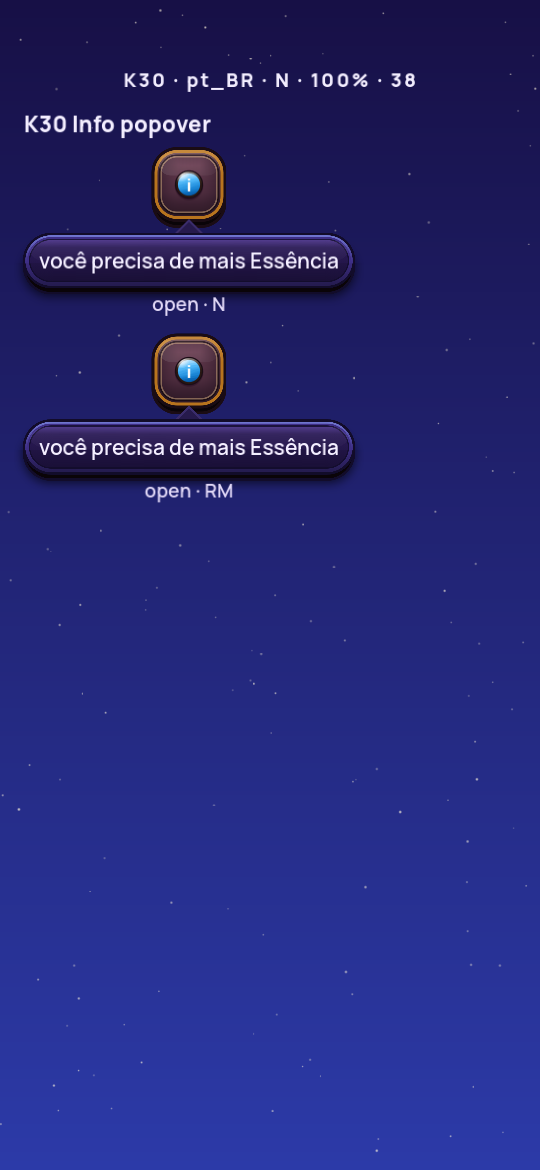 K30 · pt_BR · N · 100% · 38
K30 Info popover
i
você precisa de mais Essência
open · N
i
você precisa de mais Essência
open · RM